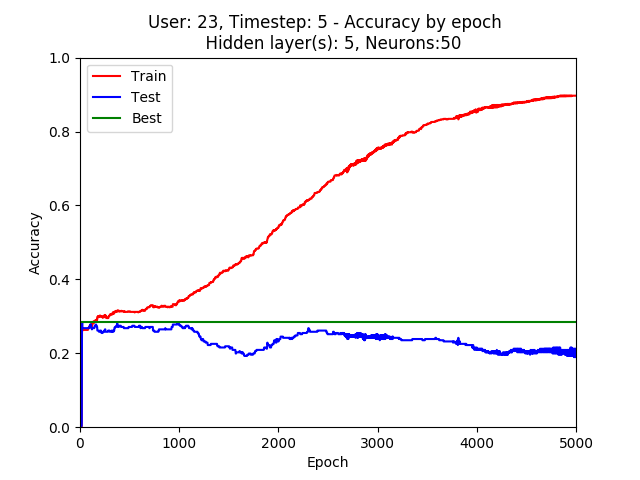 User: 23, Timestep: 5 - Accuracy by epoch
Hidden layer(s): 5, Neurons:50
1.0
0.8
0.6
0.4
0.2
0.0
Accuracy
Train
Test
Best
0
1000
2000
3000
4000
5000
Epoch